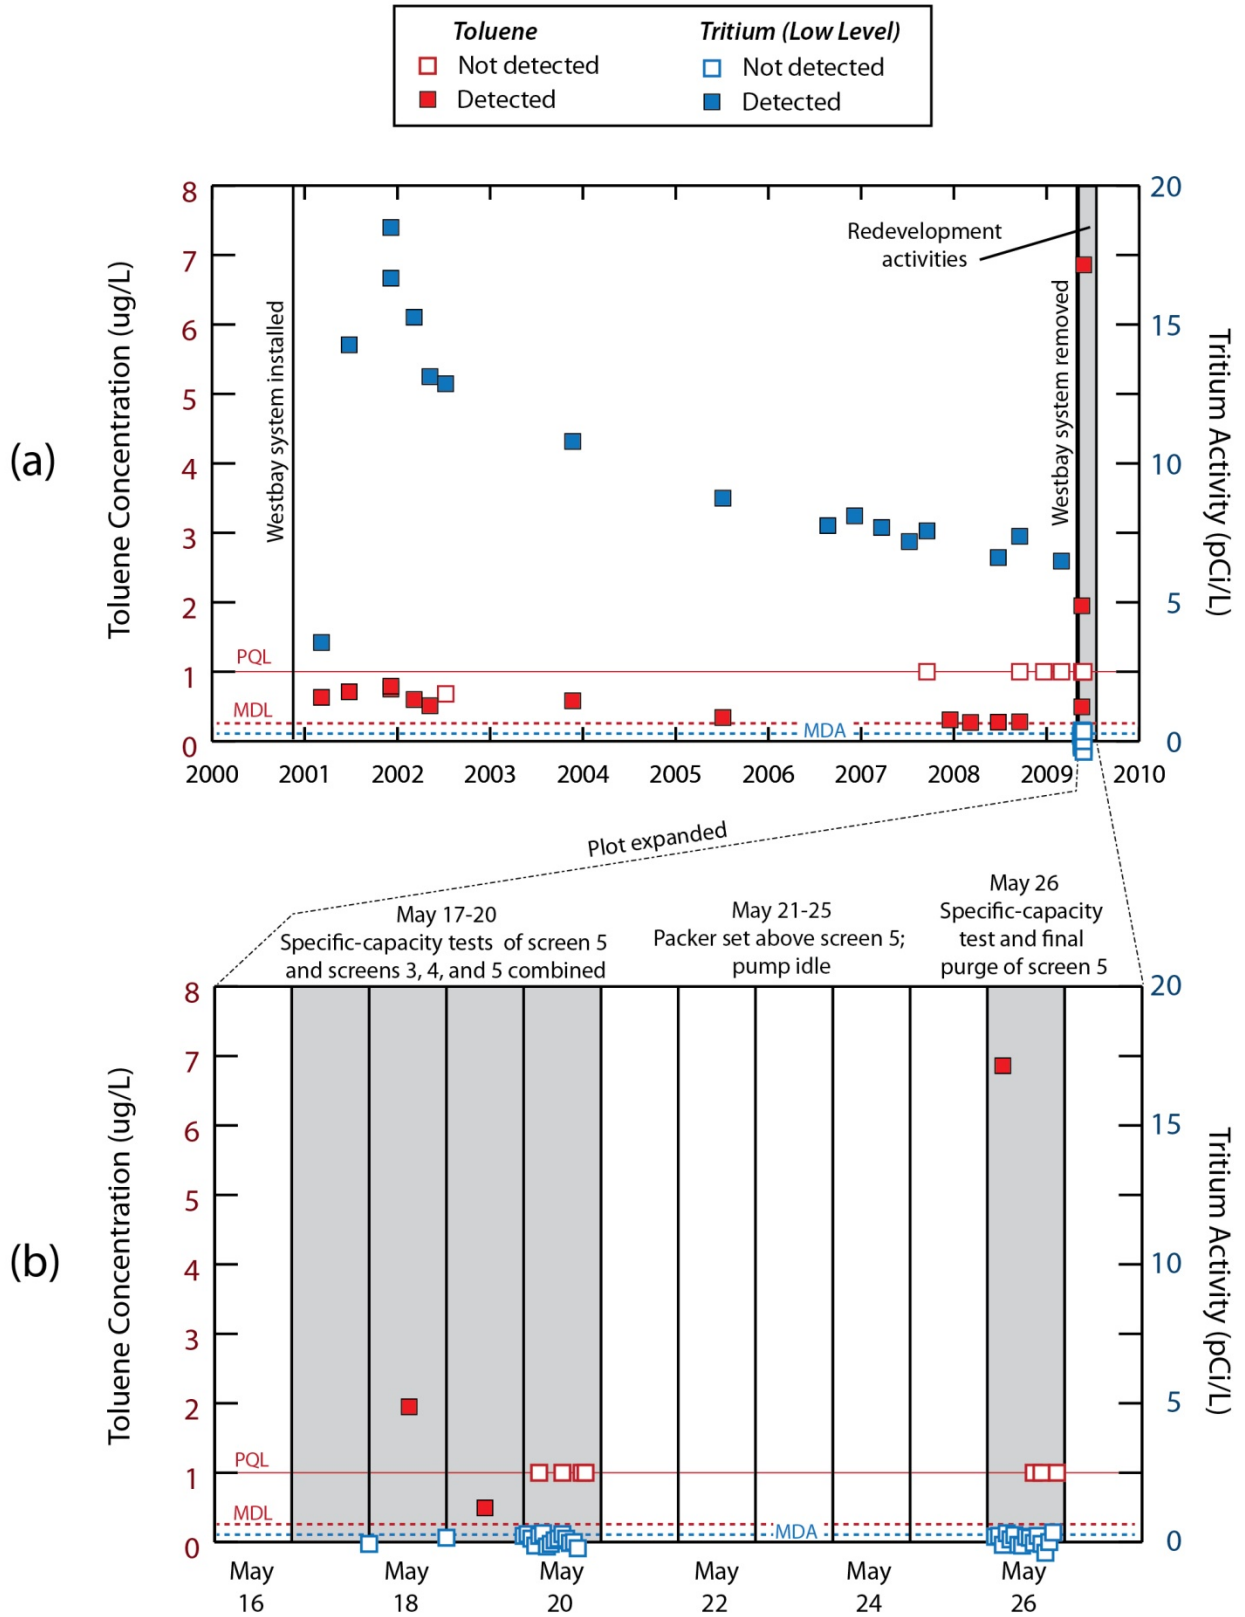 Toluene
Tritium (Low Level)
Not detected
Not detected
Detected
Detected
(a)
Toluene Concentration (ug/L)
8
7
6
5
4
3
2
1
0
20
15
10
5
0
Tritium Activity (pCi/L)
Westbay system installed
Redevelopment
activities
Westbay system removed
PQL
MDL
MDA
2000 2001 2002 2003 2004 2005 2006 2007 2008 2009 2010
Plot expanded
May 17-20
Specific-capacity tests of screen 5
and screens 3, 4, and 5 combined
May 21-25
Packer set above screen 5;
pump idle
May 26
Specific-capacity
test and final
purge of screen 5
(b)
Toluene Concentration (ug/L)
8
7
6
5
4
3
2
1
0
20
15
10
5
0
Tritium Activity (pCi/L)
PQL
MDL
MDA
May
16
May
18
May
20
May
22
May
24
May
26